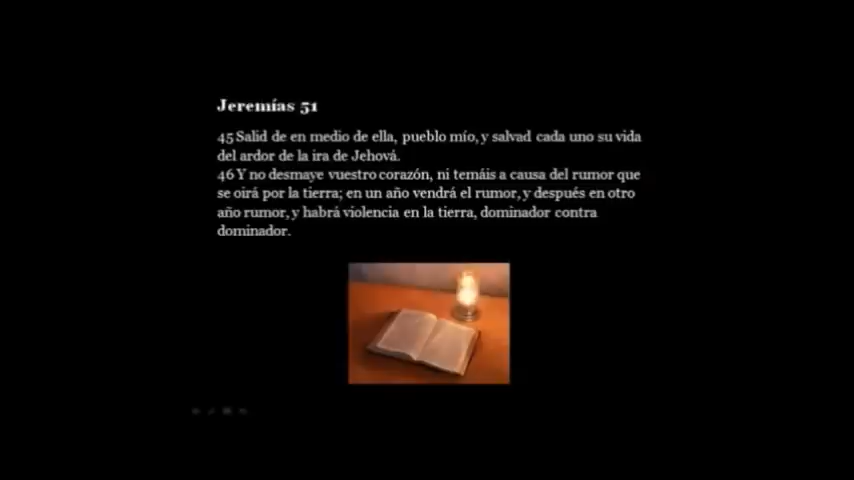 Jeremías 51
45 Salid de en medio de ella, pueblo mío, y salvad cada uno su vida
del ardor de la ira de Jehová.
46 Y no desmaye vuestro corazón, ni temáis a causa del rumor que
se oirá por la tierra; en un año vendrá el rumor, y después en otro
año rumor, y habrá violencia en la tierra, dominador contra
dominador.